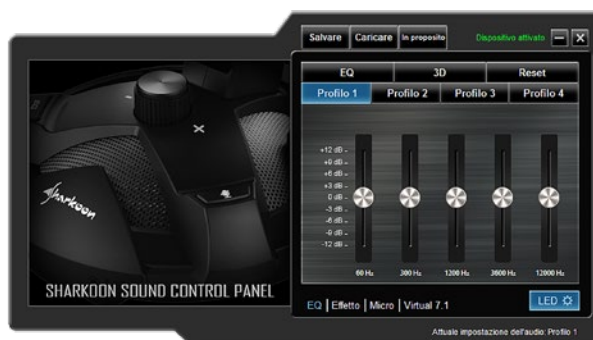 Salvare Caricare In proposito Dispositivo attivato
EQ 3D Reset
Profilo 1 Profilo 2 Profilo 3 Profilo 4
+12 dB
+9 dB
+6 dB
+3 dB
0 dB
-3 dB
-6 dB
-9 dB
-12 dB
60 Hz 300 Hz 1200 Hz 3600 Hz 12000 Hz
Sharkoon
SHARKOON SOUND CONTROL PANEL
EQ | Effetto | Micro | Virtual 7.1 LED
Attuale impostazione dell'audio: Profilo 1